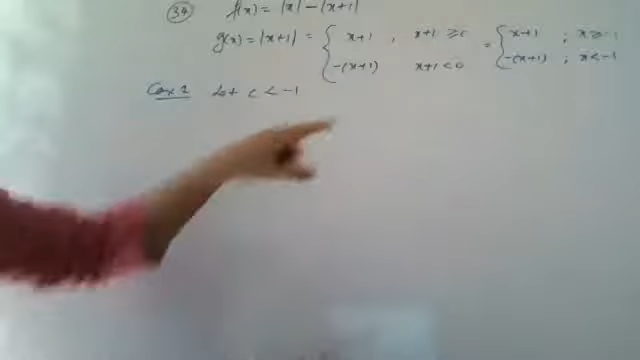 (34) f(x) = |x| - |x+1|
g(x) = |x+1| = { x+1 , x+1 ≥ 0 = { x+1 ; x ≥ -1
-(x+1) x+1 < 0 -(x+1) ; x < -1
Case 1 Let c < -1